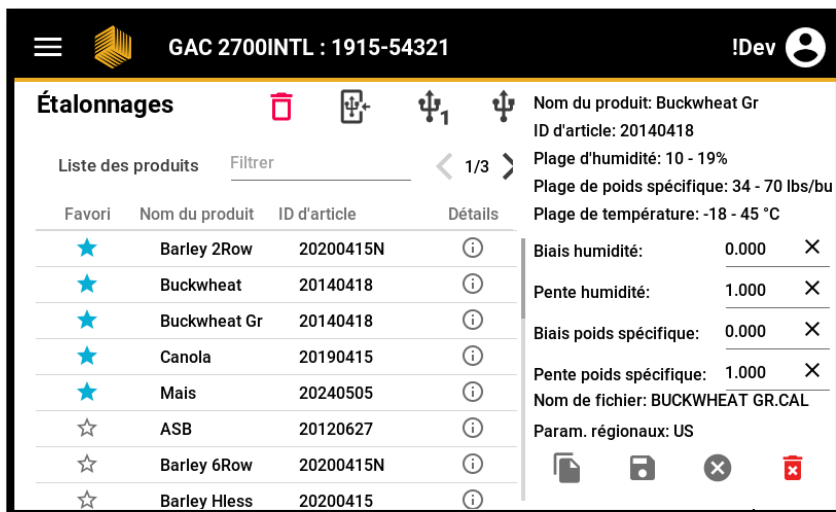 GAC 2700INTL : 1915-54321
!Dev
Étalonnages
1
Liste des produits
Filtrer
1/3
Favori Nom du produit ID d'article Détails
Barley 2Row 20200415N
Buckwheat 20140418
Buckwheat Gr 20140418
Canola 20190415
Mais 20240505
ASB 20120627
Barley 6Row 20200415N
Barley Hless 20200415
Nom du produit: Buckwheat Gr
ID d'article: 20140418
Plage d'humidité: 10 - 19%
Plage de poids spécifique: 34 - 70 lbs/bu
Plage de température: -18 - 45 °C
Biais humidité: 0.000
Pente humidité: 1.000
Biais poids spécifique: 0.000
Pente poids spécifique: 1.000
Nom de fichier: BUCKWHEAT GR.CAL
Param. régionaux: US